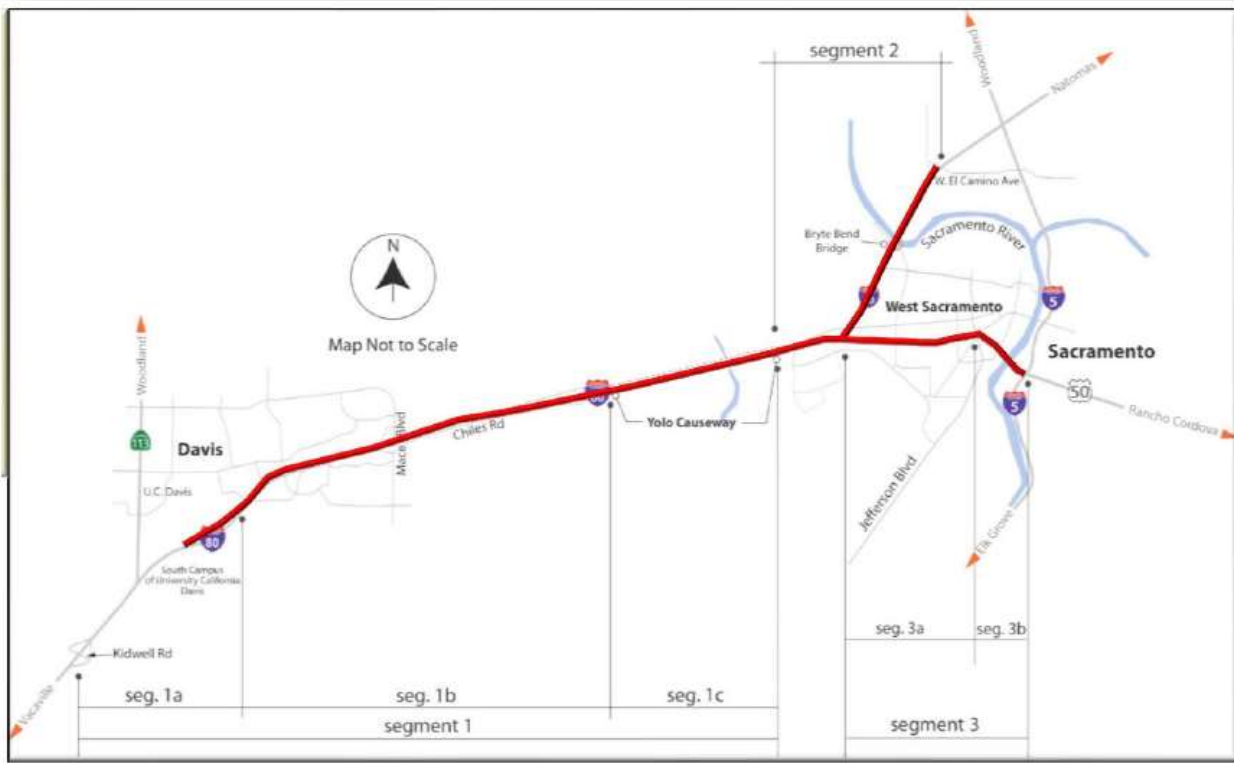 segment 2
Woodland
Natomas
W. El Camino Ave
Sacramento River
Bryte Bend
Bridge
N
West Sacramento
5
Map Not to Scale
Sacramento
Woodland
50
5
Rancho Cordova
Yolo Causeway
Chiles Rd
Mace Blvd
113
Davis
U.C. Davis
Jefferson Blvd
80
Elk Grove
South Campus
of University California
Davis
Kidwell Rd
Vacaville
seg. 3a
seg. 3b
seg. 1a
seg. 1b
seg. 1c
segment 1
segment 3